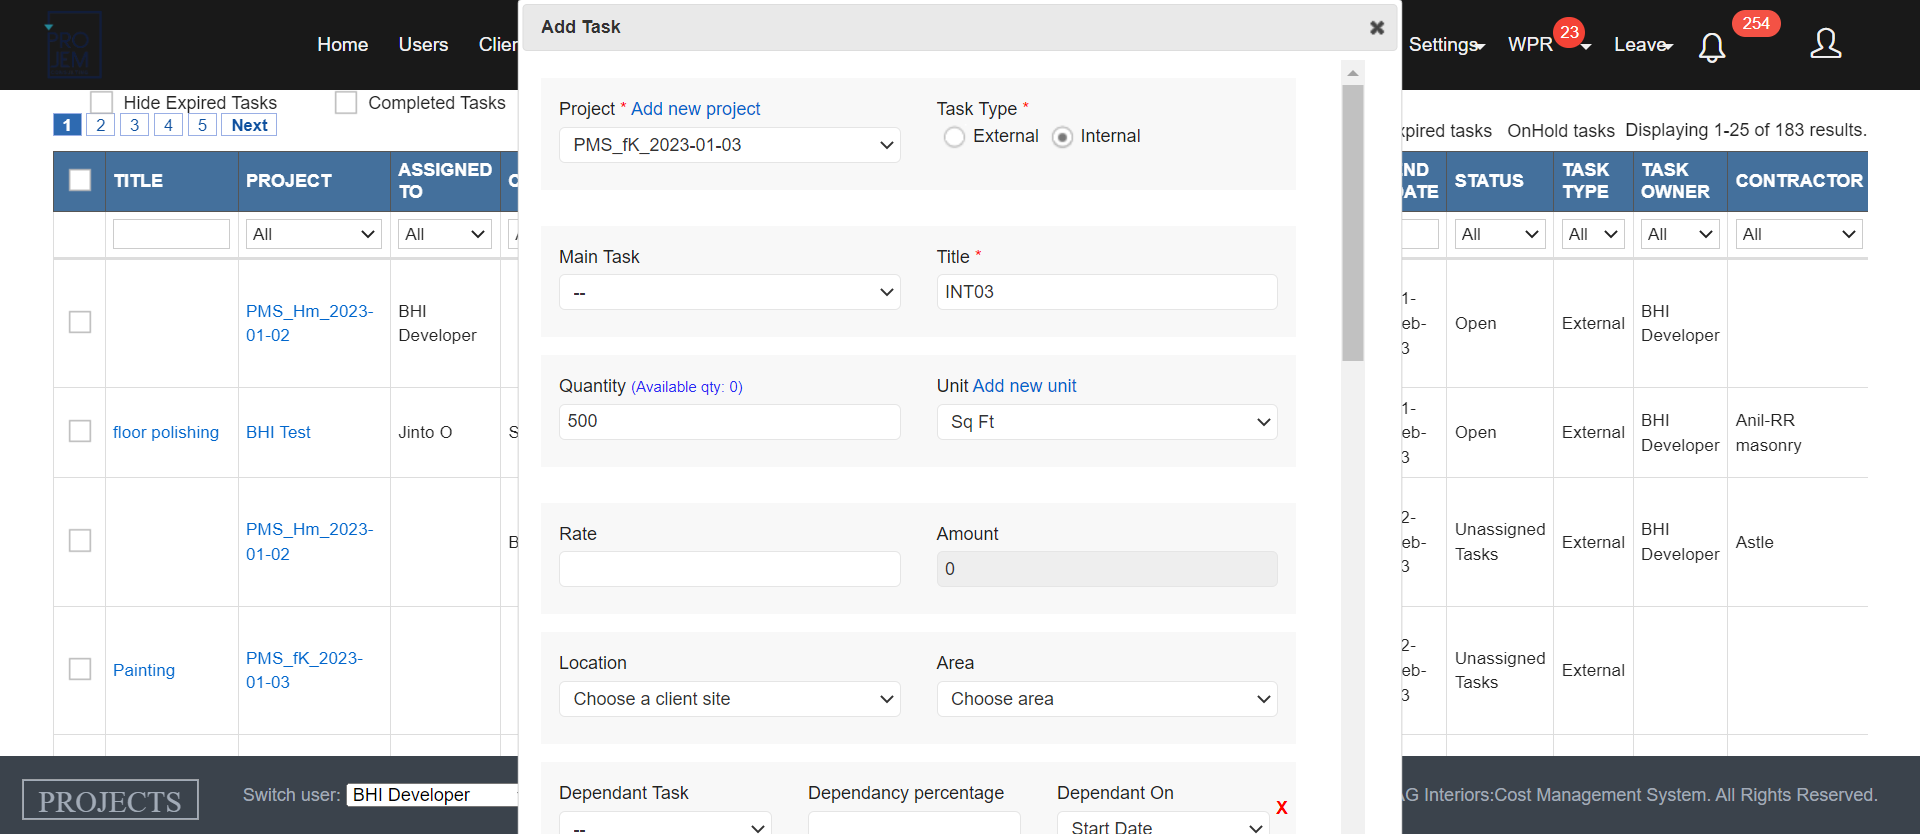 PRO
JEM
Home
Users
Clien
Add Task
Settings
WPR
23
Leave
254
Hide Expired Tasks
Completed Tasks
1
2
3
4
5
Next
Project * Add new project
PMS_fK_2023-01-03
Task Type *
External
Internal
pired tasks
OnHold tasks
Displaying 1-25 of 183 results.
TITLE
PROJECT
ASSIGNED
TO
ND
DATE
STATUS
TASK
TYPE
TASK
OWNER
CONTRACTOR
All
All
All
All
All
All
Main Task
--
Title *
INT03
PMS_Hm_2023-
01-02
BHI
Developer
1-
eb-
3
Open
External
BHI
Developer
Quantity (Available qty: 0)
500
Unit Add new unit
Sq Ft
floor polishing
BHI Test
Jinto O
S
1-
eb-
3
Open
External
BHI
Developer
Anil-RR
masonry
Rate
Amount
0
PMS_Hm_2023-
01-02
B
2-
eb-
3
Unassigned
Tasks
External
BHI
Developer
Astle
Location
Choose a client site
Area
Choose area
Painting
PMS_fK_2023-
01-03
2-
eb-
3
Unassigned
Tasks
External
Dependant Task
--
Dependancy percentage
Dependant On
Start Date
X
PROJECTS
Switch user:
BHI Developer
AG Interiors:Cost Management System. All Rights Reserved.